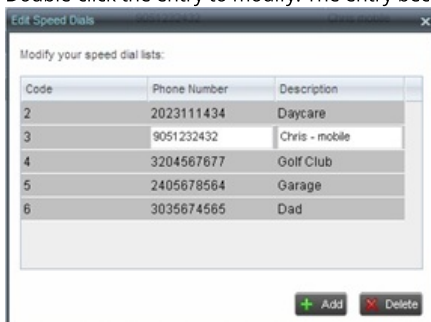 Double-click the entry to modify. The entry bec
Edit Speed Dials x
Modify your speed dial lists:
Code Phone Number Description
2 2023111434 Daycare
3 9051232432 Chris - mobile
4 3204567677 Golf Club
5 2405678564 Garage
6 3035674565 Dad
Add Delete